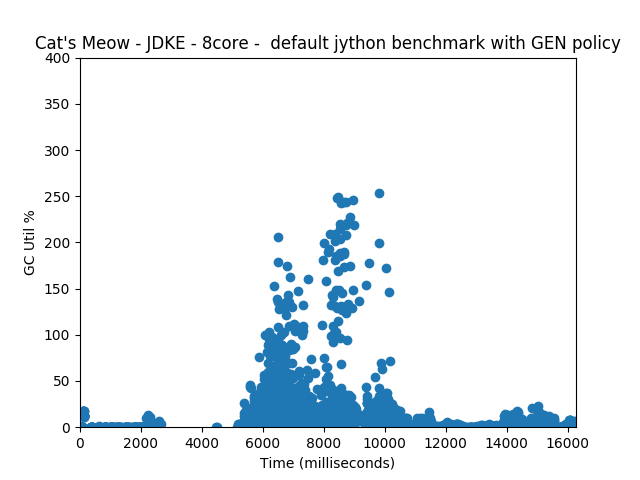 Cat's Meow - JDKE - 8core -  default jython benchmark with GEN policy
400
350
300
250
200
150
100
50
0
GC Util %
0 2000 4000 6000 8000 10000 12000 14000 16000
Time (milliseconds)